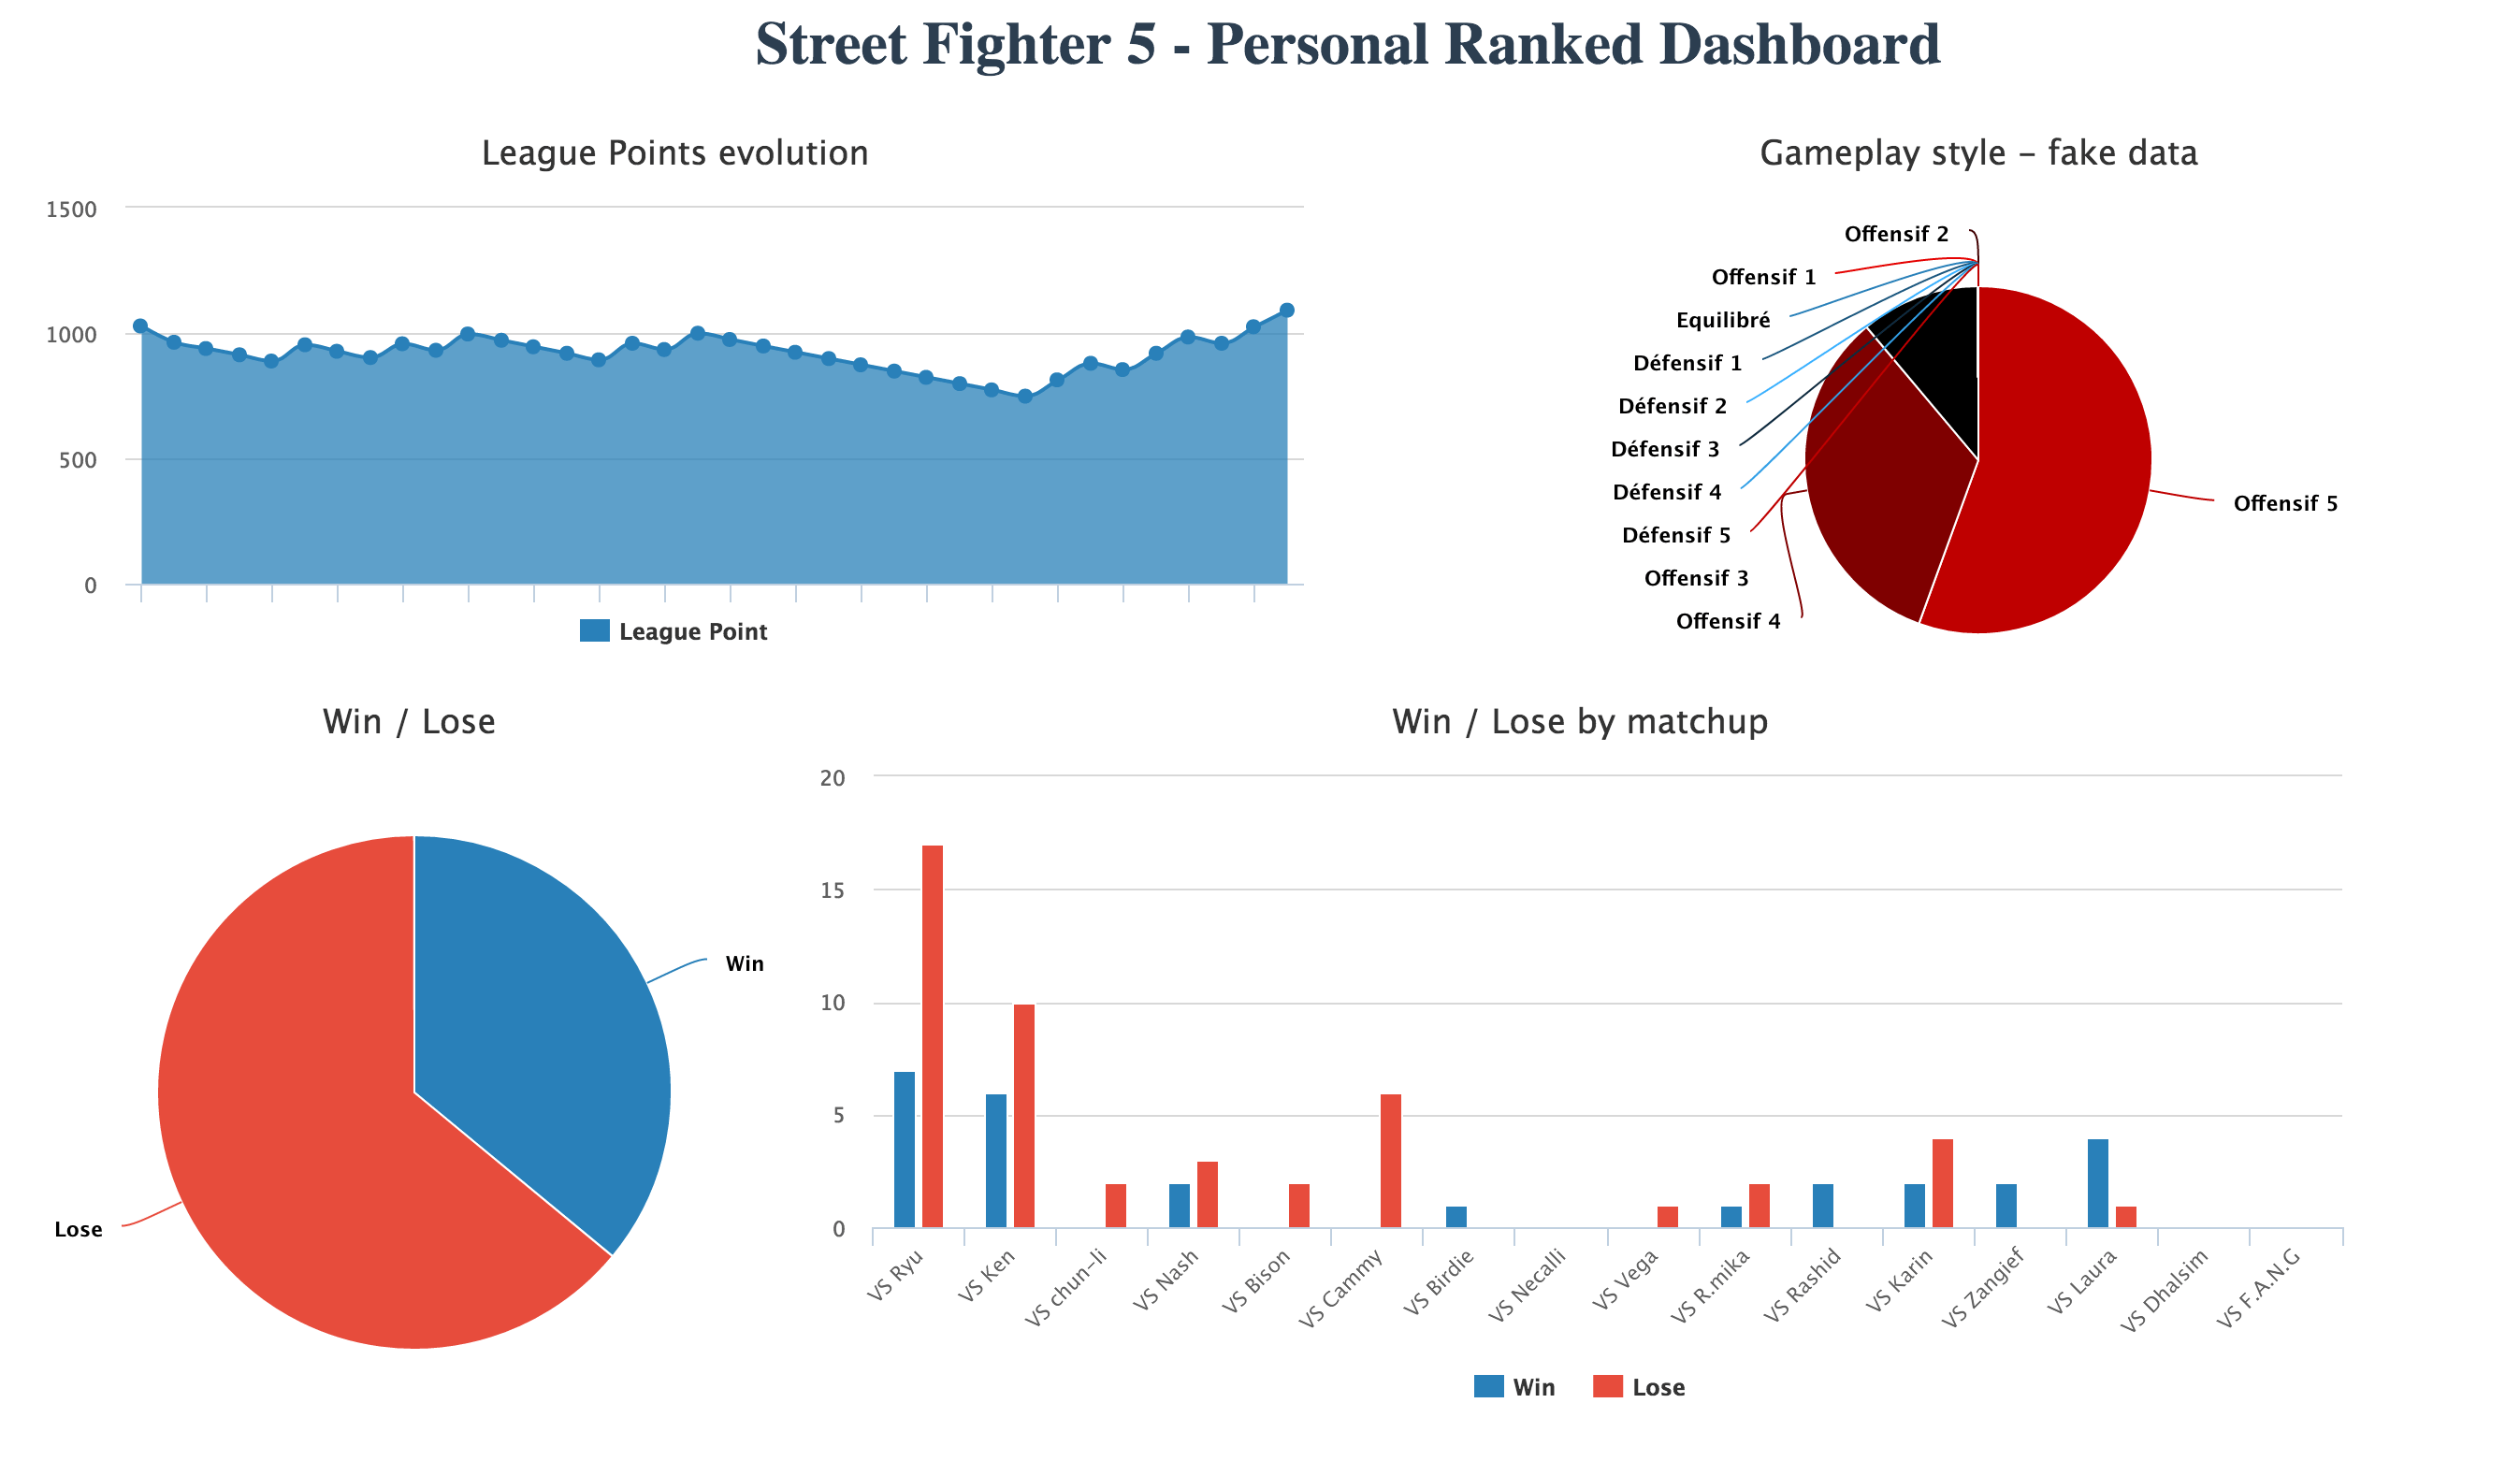 Street Fighter 5 - Personal Ranked Dashboard
League Points evolution
1500
1000
500
0
League Point
Gameplay style - fake data
Offensif 2
Offensif 1
Equilibré
Défensif 1
Défensif 2
Défensif 3
Défensif 4
Défensif 5
Offensif 3
Offensif 4
Offensif 5
Win / Lose
Win
Lose
Win / Lose by matchup
20
15
10
5
0
VS Ryu
VS Ken
VS chun-li
VS Nash
VS Bison
VS Cammy
VS Birdie
VS Necalli
VS Vega
VS R.mika
VS Rashid
VS Karin
VS Zangief
VS Laura
VS Dhalsim
VS F.A.N.G
Win Lose